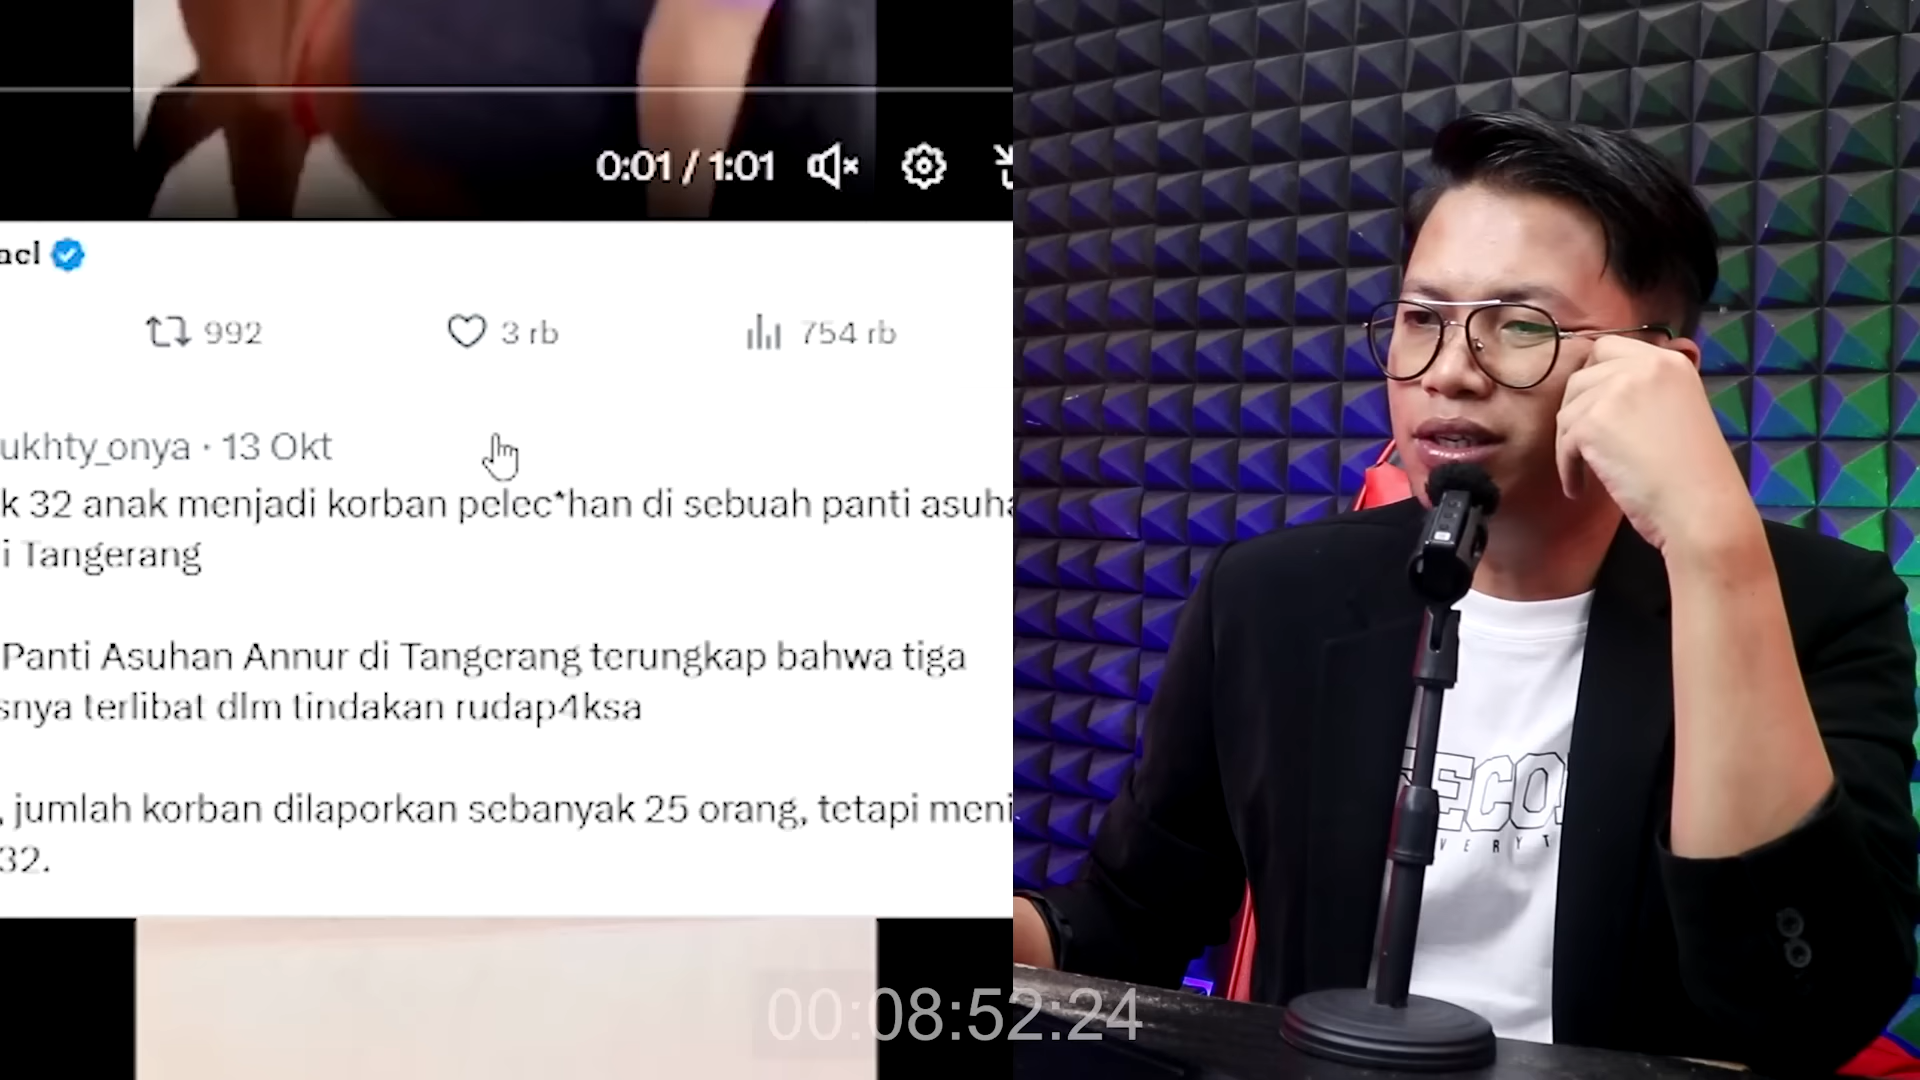 0:01 / 1:01
acl
992
3 rb
754 rb
ukhty_onya · 13 Okt
k 32 anak menjadi korban pelec*han di sebuah panti asuha
i Tangerang
Panti Asuhan Annur di Tangerang terungkap bahwa tiga
snya terlibat dlm tindakan rudap4ksa
, jumlah korban dilaporkan sebanyak 25 orang, tetapi meni
32.
ECO
VERYT
00:08:52:24